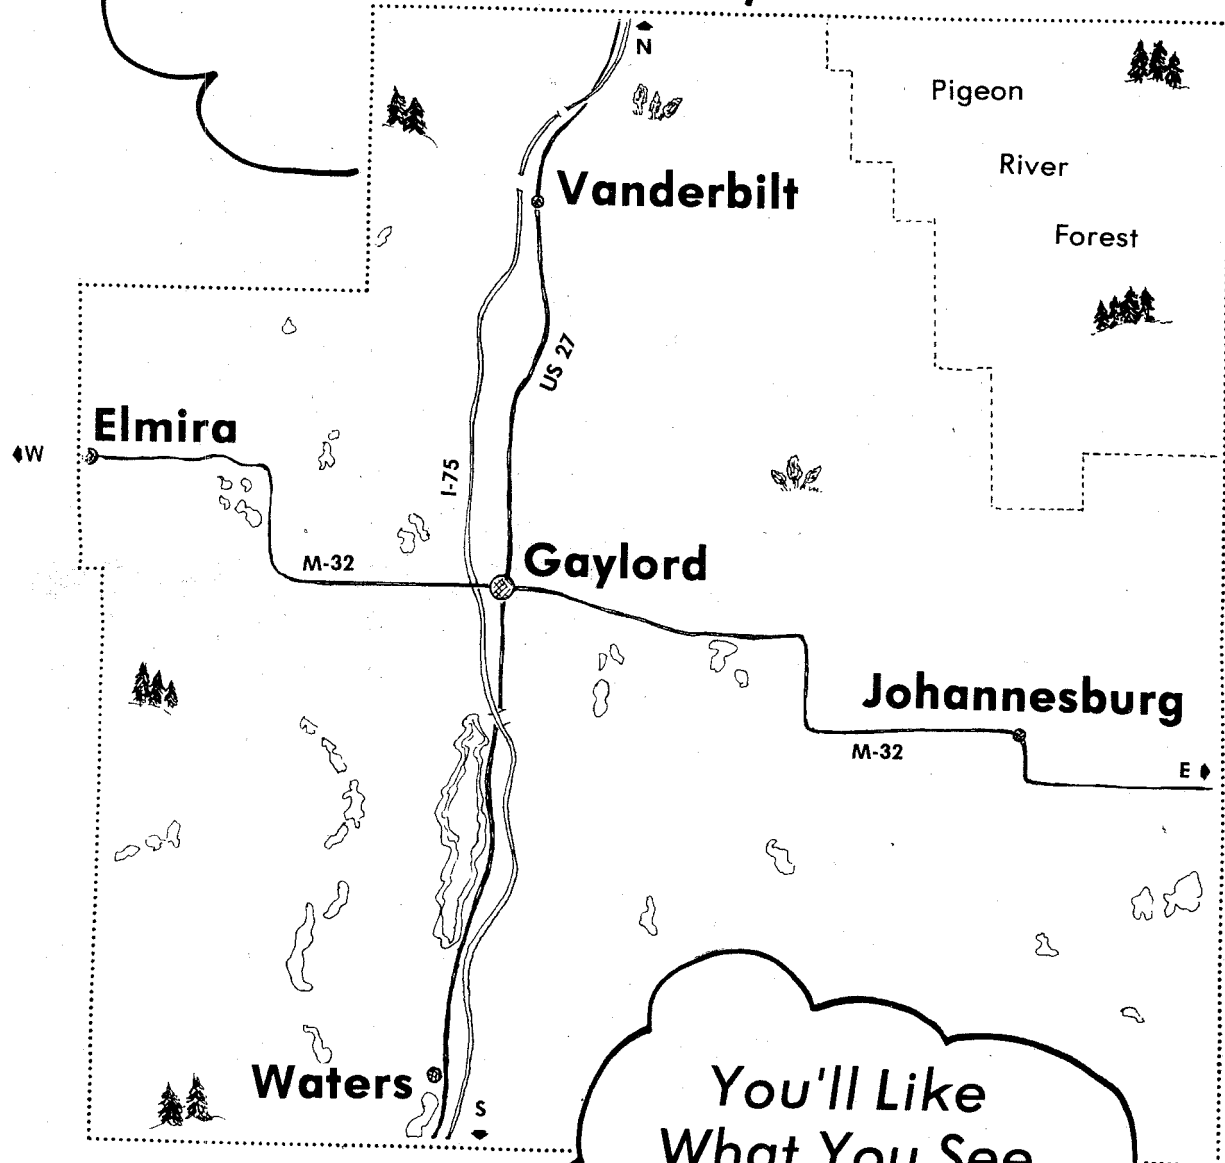 N
Pigeon
River
Forest
Vanderbilt
US 27
Elmira
W
I-75
M-32
Gaylord
Johannesburg
M-32
E
Waters
S
You'll Like
What You See